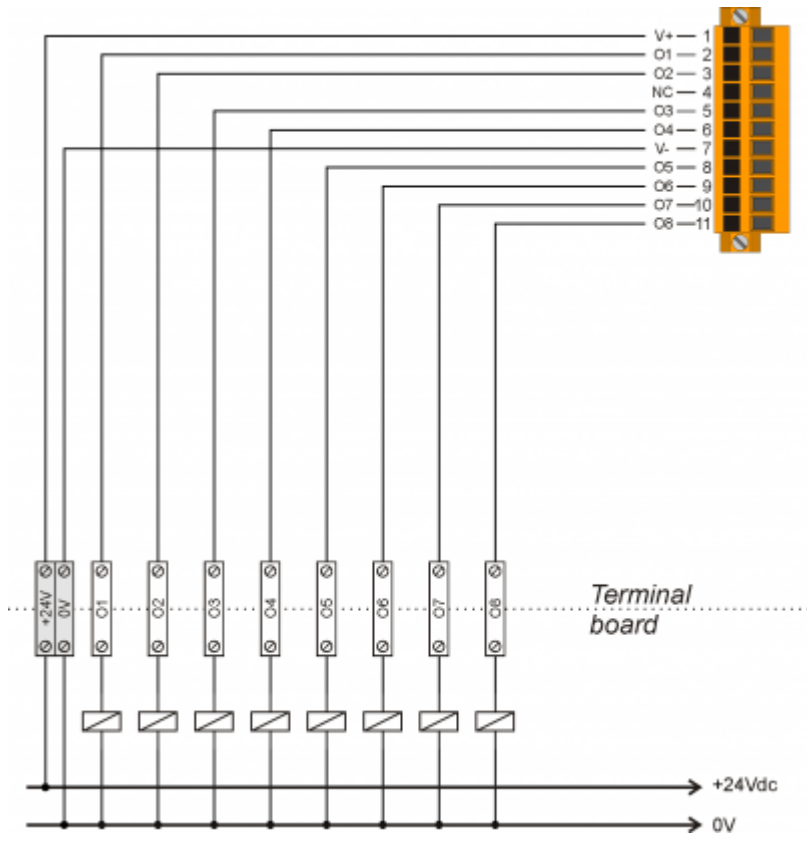 V+ 1
O1 2
O2 3
NC 4
O3 5
O4 6
V- 7
O5 8
O6 9
O7 10
O8 11
+24V 0V O1 O2 O3 O4 O5 O6 O7 O8
Terminal
board
+24Vdc
0V